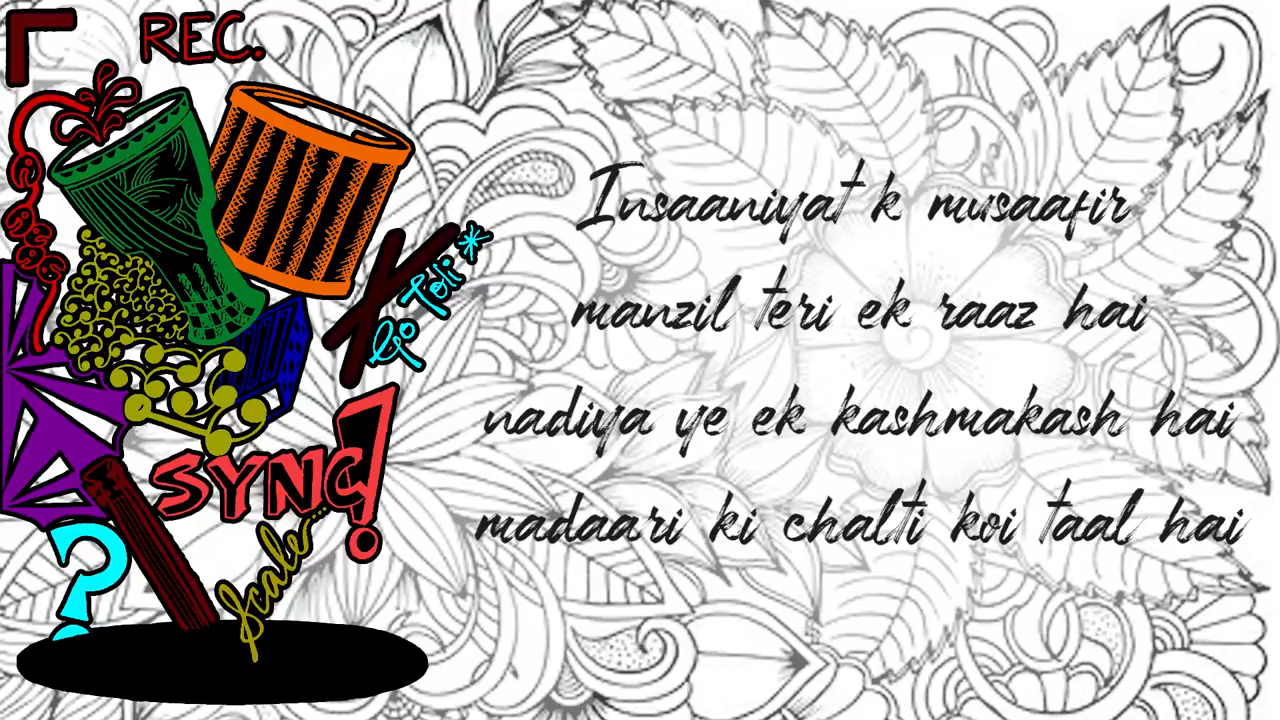 REC.
Go Toli*
SYNC!
Scale...
?
Insaaniyat k musaafir
manzil teri ek raaz hai
nadiya ye ek kashmakash hai
madaari ki chalti koi taal hai